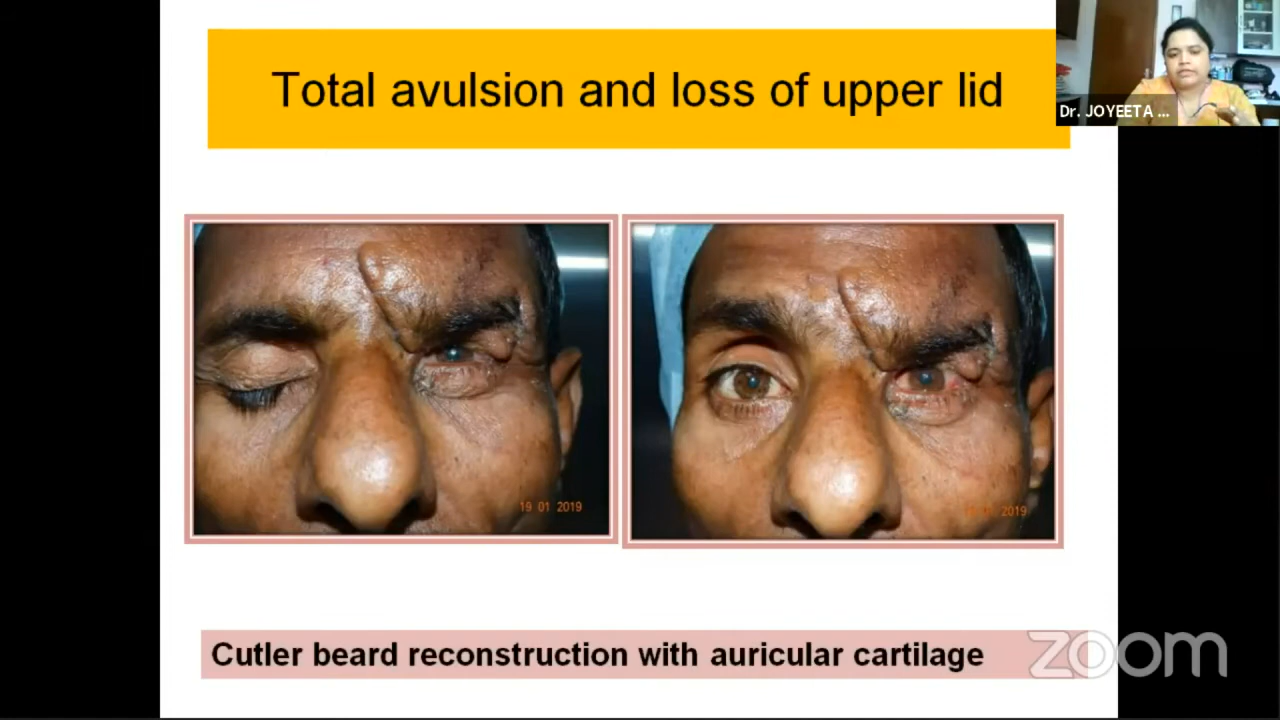 Total avulsion and loss of upper lid
Dr. JOYEETA ...
19 01 2019
2019
Cutler beard reconstruction with auricular cartilage
zoom